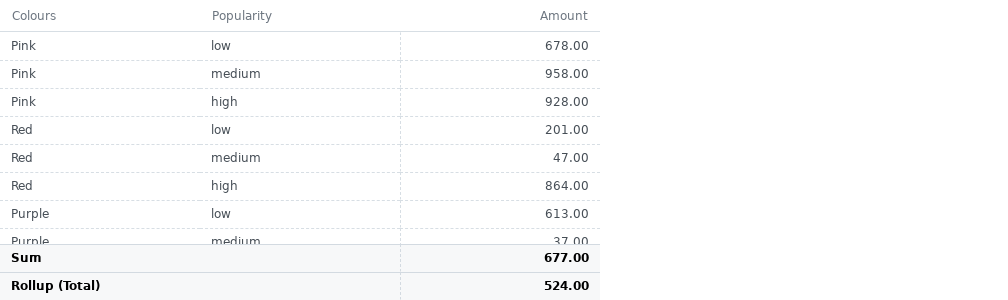 Colours Popularity Amount
Pink low 678.00
Pink medium 958.00
Pink high 928.00
Red low 201.00
Red medium 47.00
Red high 864.00
Purple low 613.00
Purple medium 37.00
Sum 677.00
Rollup (Total) 524.00